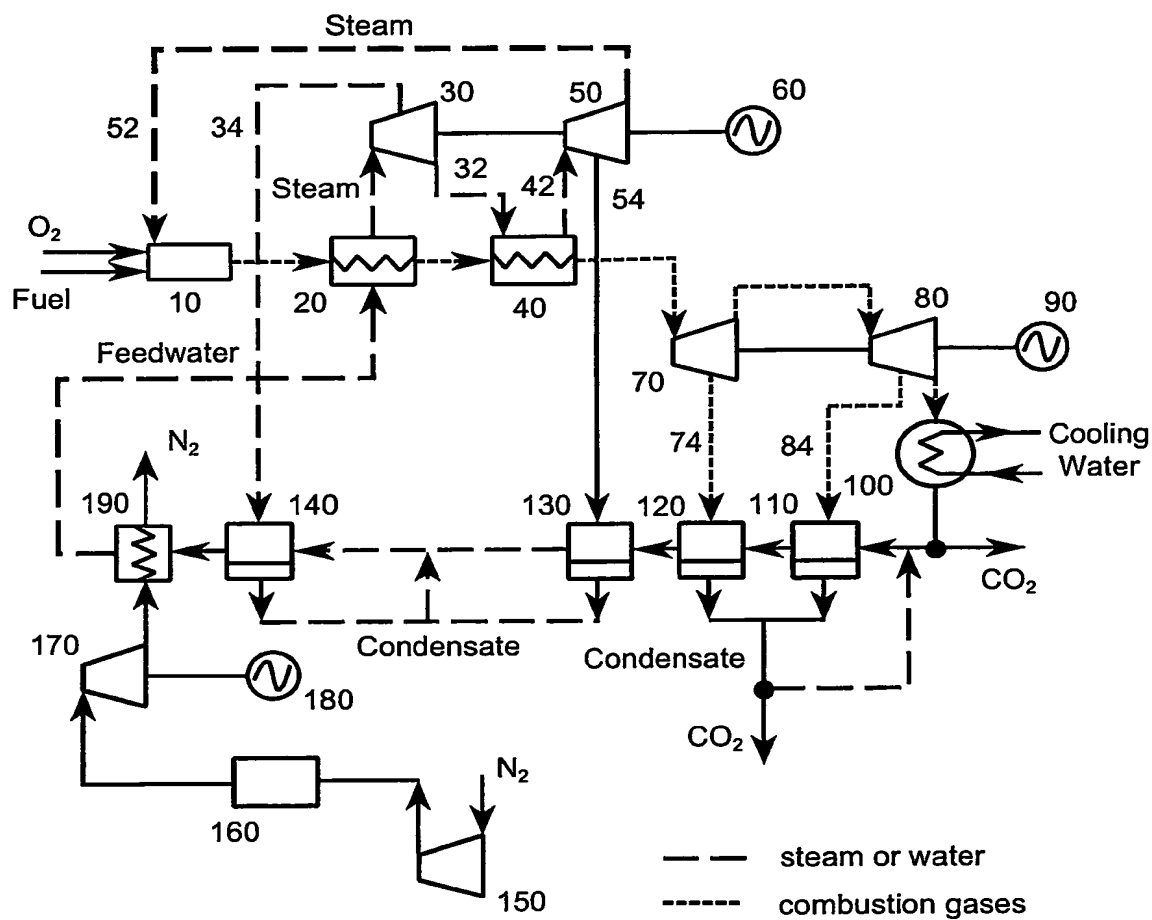 Steam
30
50
60
52
34
32
Steam
42
54
O₂
Fuel
10
20
40
80
90
Feedwater
70
N₂
74
84
Cooling
Water
100
190
140
130
120
110
CO₂
170
Condensate
Condensate
180
CO₂
N₂
160
150
steam or water
combustion gases